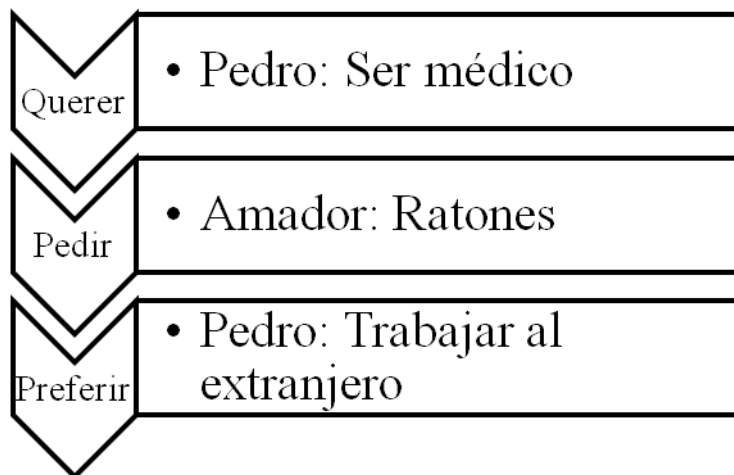 Querer
• Pedro: Ser médico
Pedir
• Amador: Ratones
Preferir
• Pedro: Trabajar al
extranjero